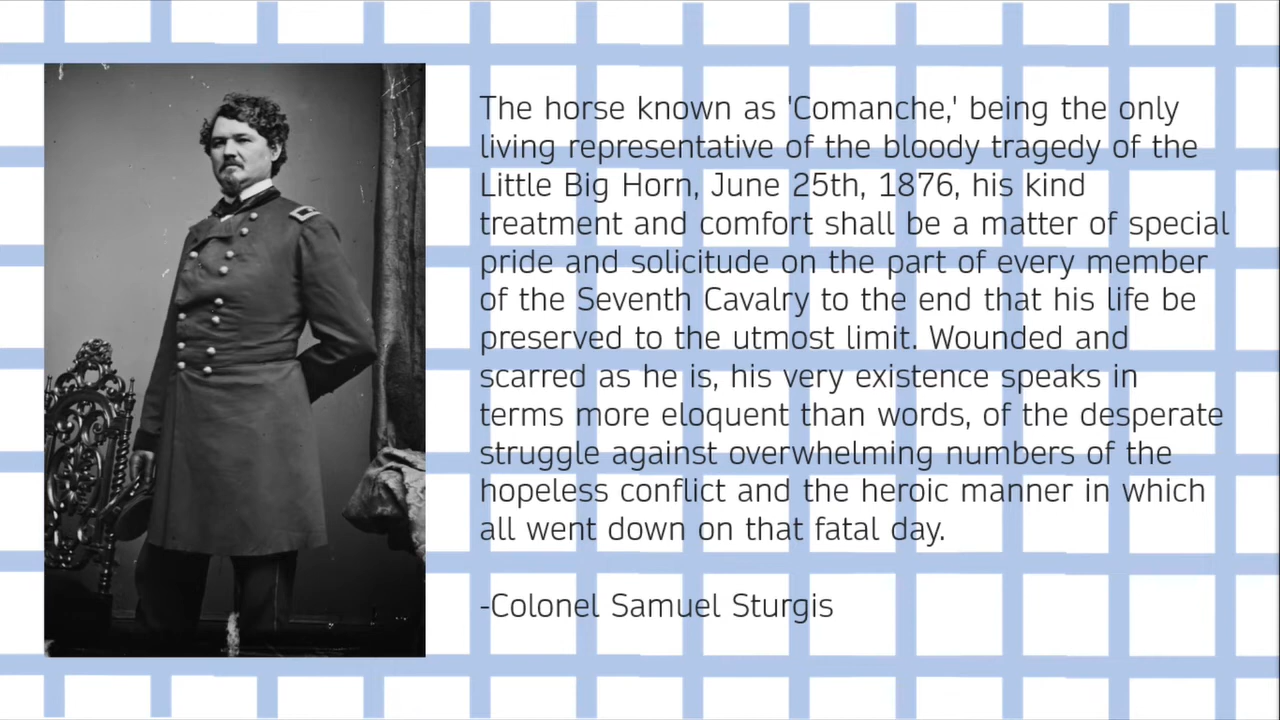 The horse known as 'Comanche,' being the only
living representative of the bloody tragedy of the
Little Big Horn, June 25th, 1876, his kind
treatment and comfort shall be a matter of special
pride and solicitude on the part of every member
of the Seventh Cavalry to the end that his life be
preserved to the utmost limit. Wounded and
scarred as he is, his very existence speaks in
terms more eloquent than words, of the desperate
struggle against overwhelming numbers of the
hopeless conflict and the heroic manner in which
all went down on that fatal day.
-Colonel Samuel Sturgis